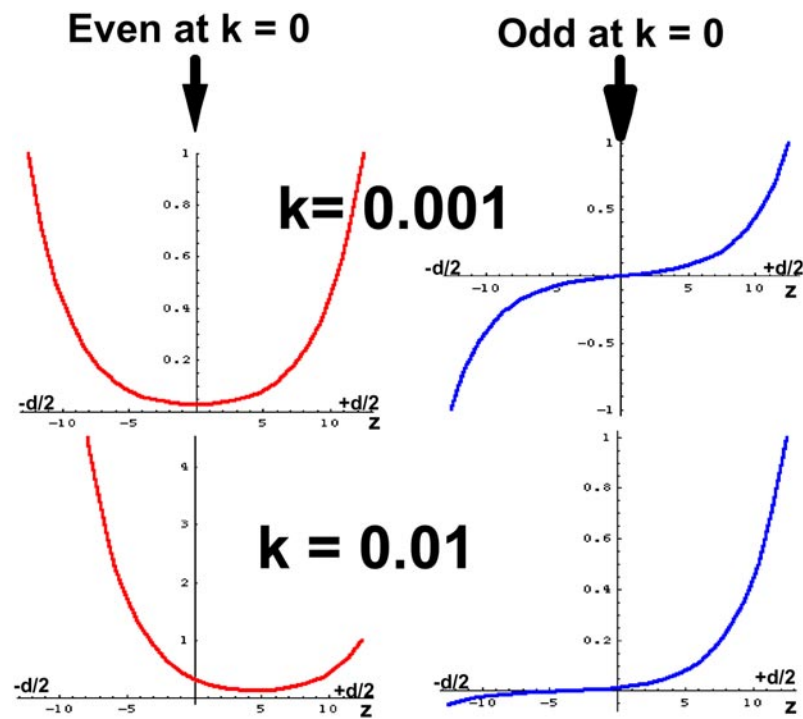 Even at k = 0
Odd at k = 0
k= 0.001
1
0.8
0.6
0.4
0.2
-d/2
+d/2
-10
-5
5
10
z
1
0.5
-d/2
+d/2
-10
-5
5
10
z
-0.5
-1
k = 0.01
4
3
2
1
-d/2
+d/2
-10
-5
5
10
z
1
0.8
0.6
0.4
0.2
-d/2
+d/2
-10
-5
5
10
z